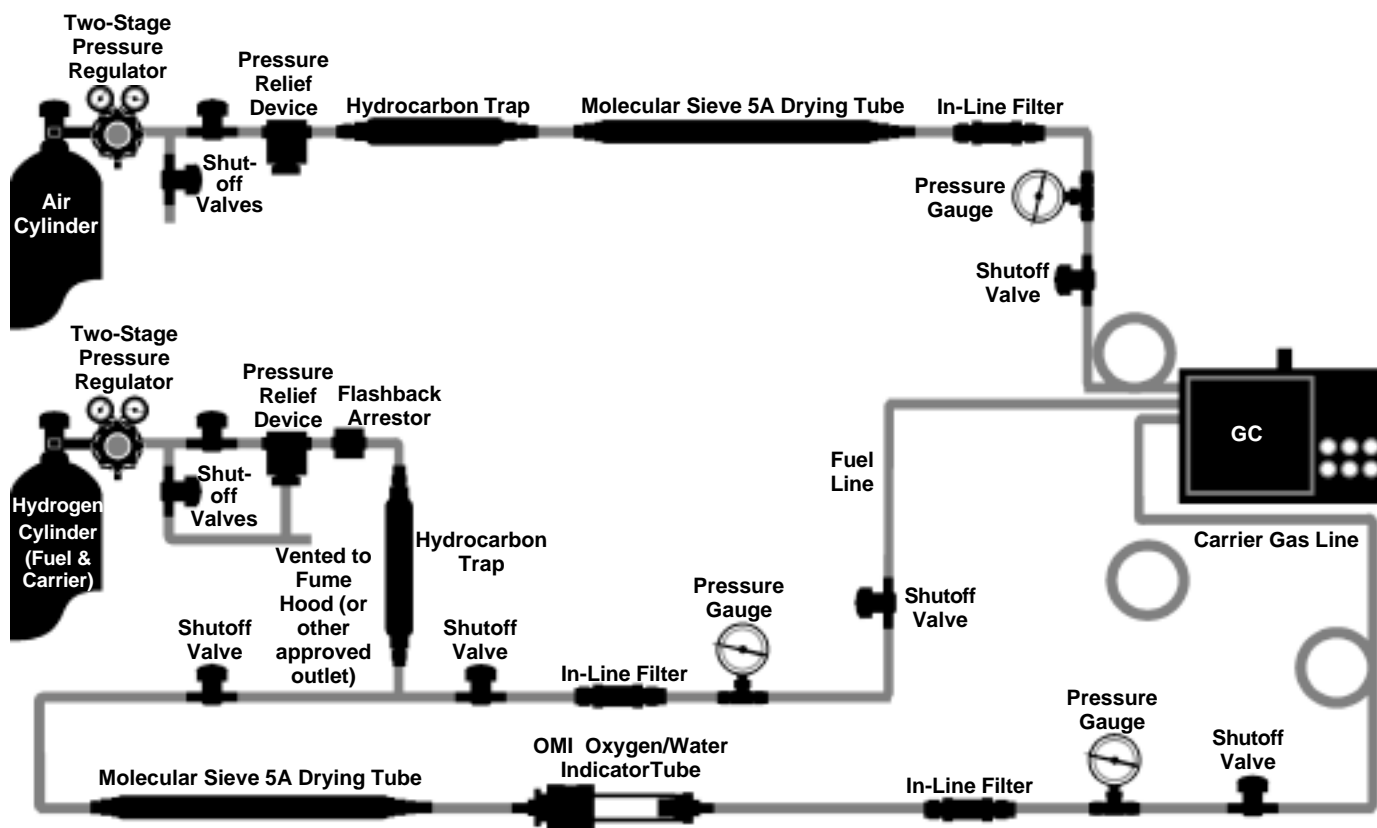 Two-Stage
Pressure
Regulator
Pressure
Relief
Device
Hydrocarbon Trap
Molecular Sieve 5A Drying Tube
In-Line Filter
Shut-
off
Valves
Air
Cylinder
Pressure
Gauge
Shutoff
Valve
Two-Stage
Pressure
Regulator
Pressure
Relief
Device
Flashback
Arrestor
GC
Fuel
Line
Shut-
off
Valves
Hydrogen
Cylinder
(Fuel &
Carrier)
Vented to
Fume
Hood (or
other
approved
outlet)
Hydrocarbon
Trap
Carrier Gas Line
Pressure
Gauge
Shutoff
Valve
Shutoff
Valve
Shutoff
Valve
In-Line Filter
Pressure
Gauge
Shutoff
Valve
OMI Oxygen/Water
IndicatorTube
Molecular Sieve 5A Drying Tube
In-Line Filter